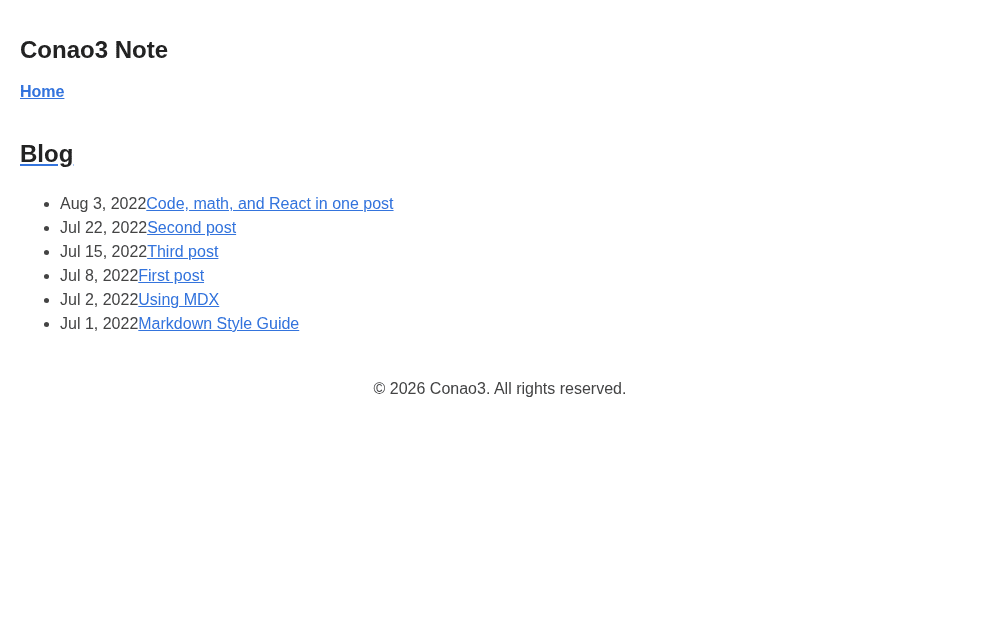 Conao3 Note
Home
Blog
Aug 3, 2022Code, math, and React in one post
Jul 22, 2022Second post
Jul 15, 2022Third post
Jul 8, 2022First post
Jul 2, 2022Using MDX
Jul 1, 2022Markdown Style Guide
© 2026 Conao3. All rights reserved.